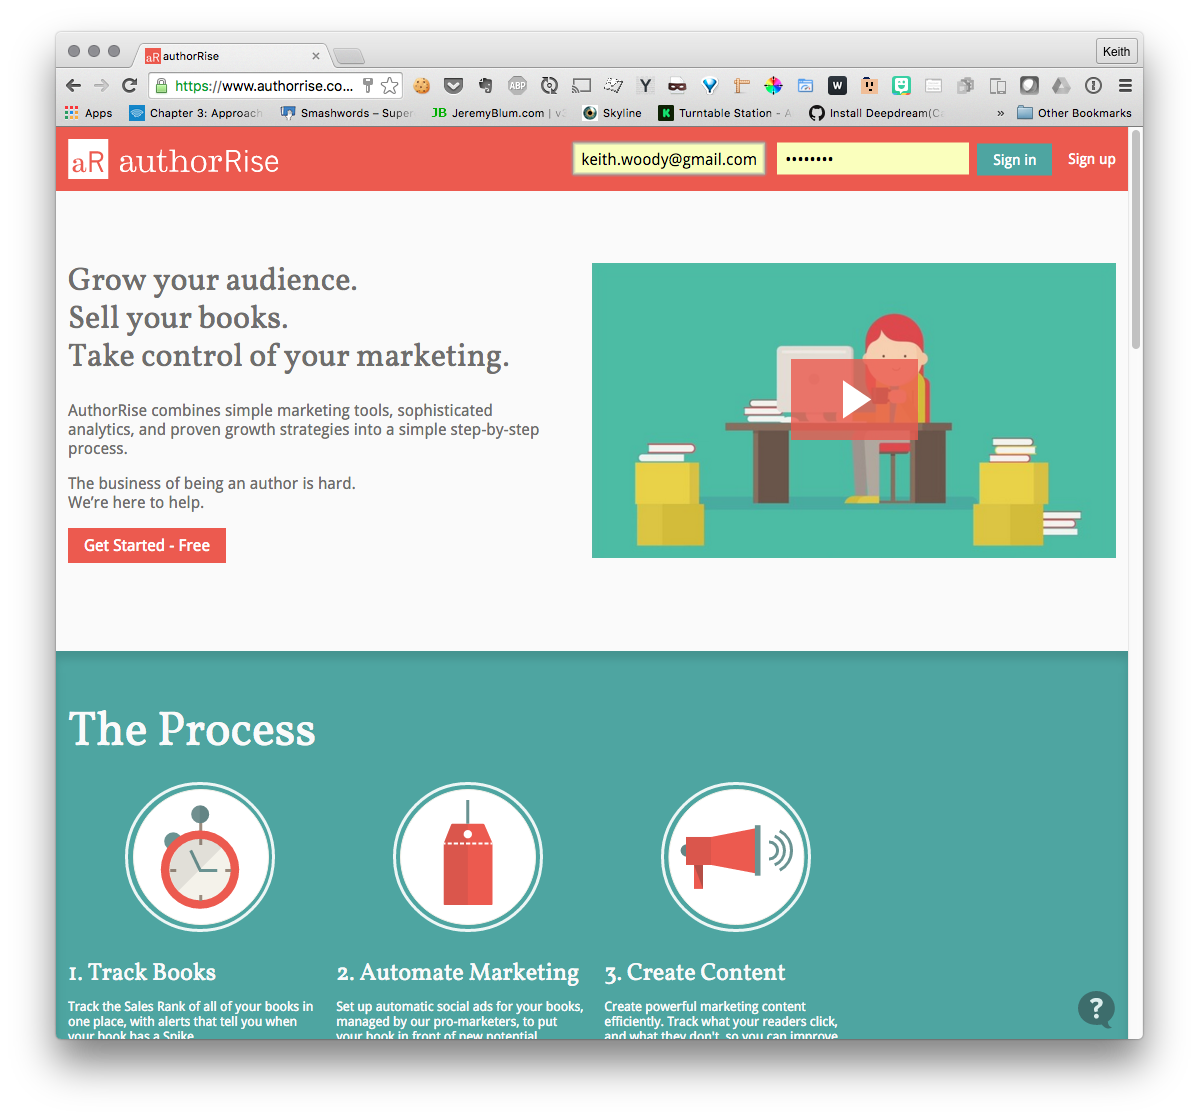 aR authorRise
Keith
https://www.authorrise.co...
ABP
Y
W
Apps
Chapter 3: Approach
Smashwords – Super
JB JeremyBlum.com | v
Skyline
K Turntable Station - A
Install Deepdream(Ca
»
Other Bookmarks
aR authorRise
keith.woody@gmail.com
••••••••
Sign in
Sign up
Grow your audience.
Sell your books.
Take control of your marketing.
AuthorRise combines simple marketing tools, sophisticated
analytics, and proven growth strategies into a simple step-by-step
process.
The business of being an author is hard.
We’re here to help.
Get Started - Free
The Process
1. Track Books
Track the Sales Rank of all of your books in
one place, with alerts that tell you when
your book has a Spike
2. Automate Marketing
Set up automatic social ads for your books,
managed by our pro-marketers, to put
your book in front of new potential
3. Create Content
Create powerful marketing content
efficiently. Track what your readers click,
and what they don't, so you can improve
?